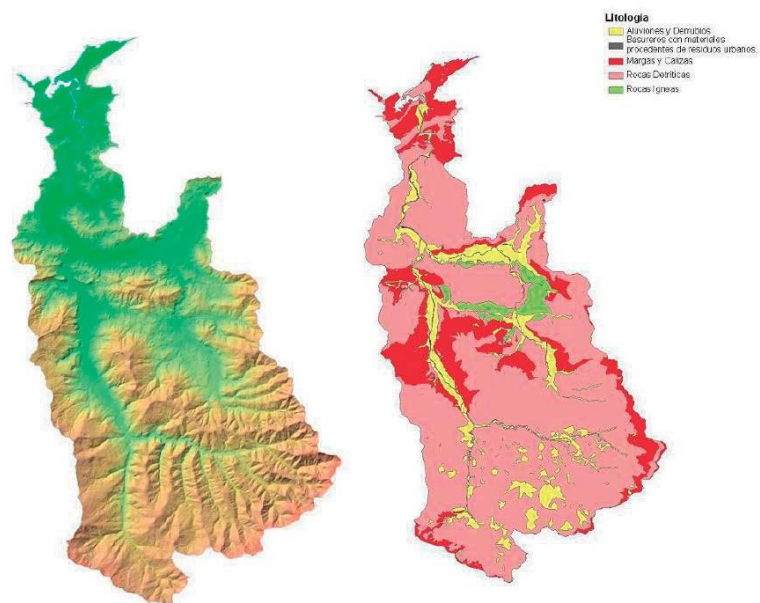 Litología
Aluviones y Derrubios
Basureros con materiales
procedentes de residuos urbanos.
Margas y Calizas
Rocas Detríticas
Rocas Igneas